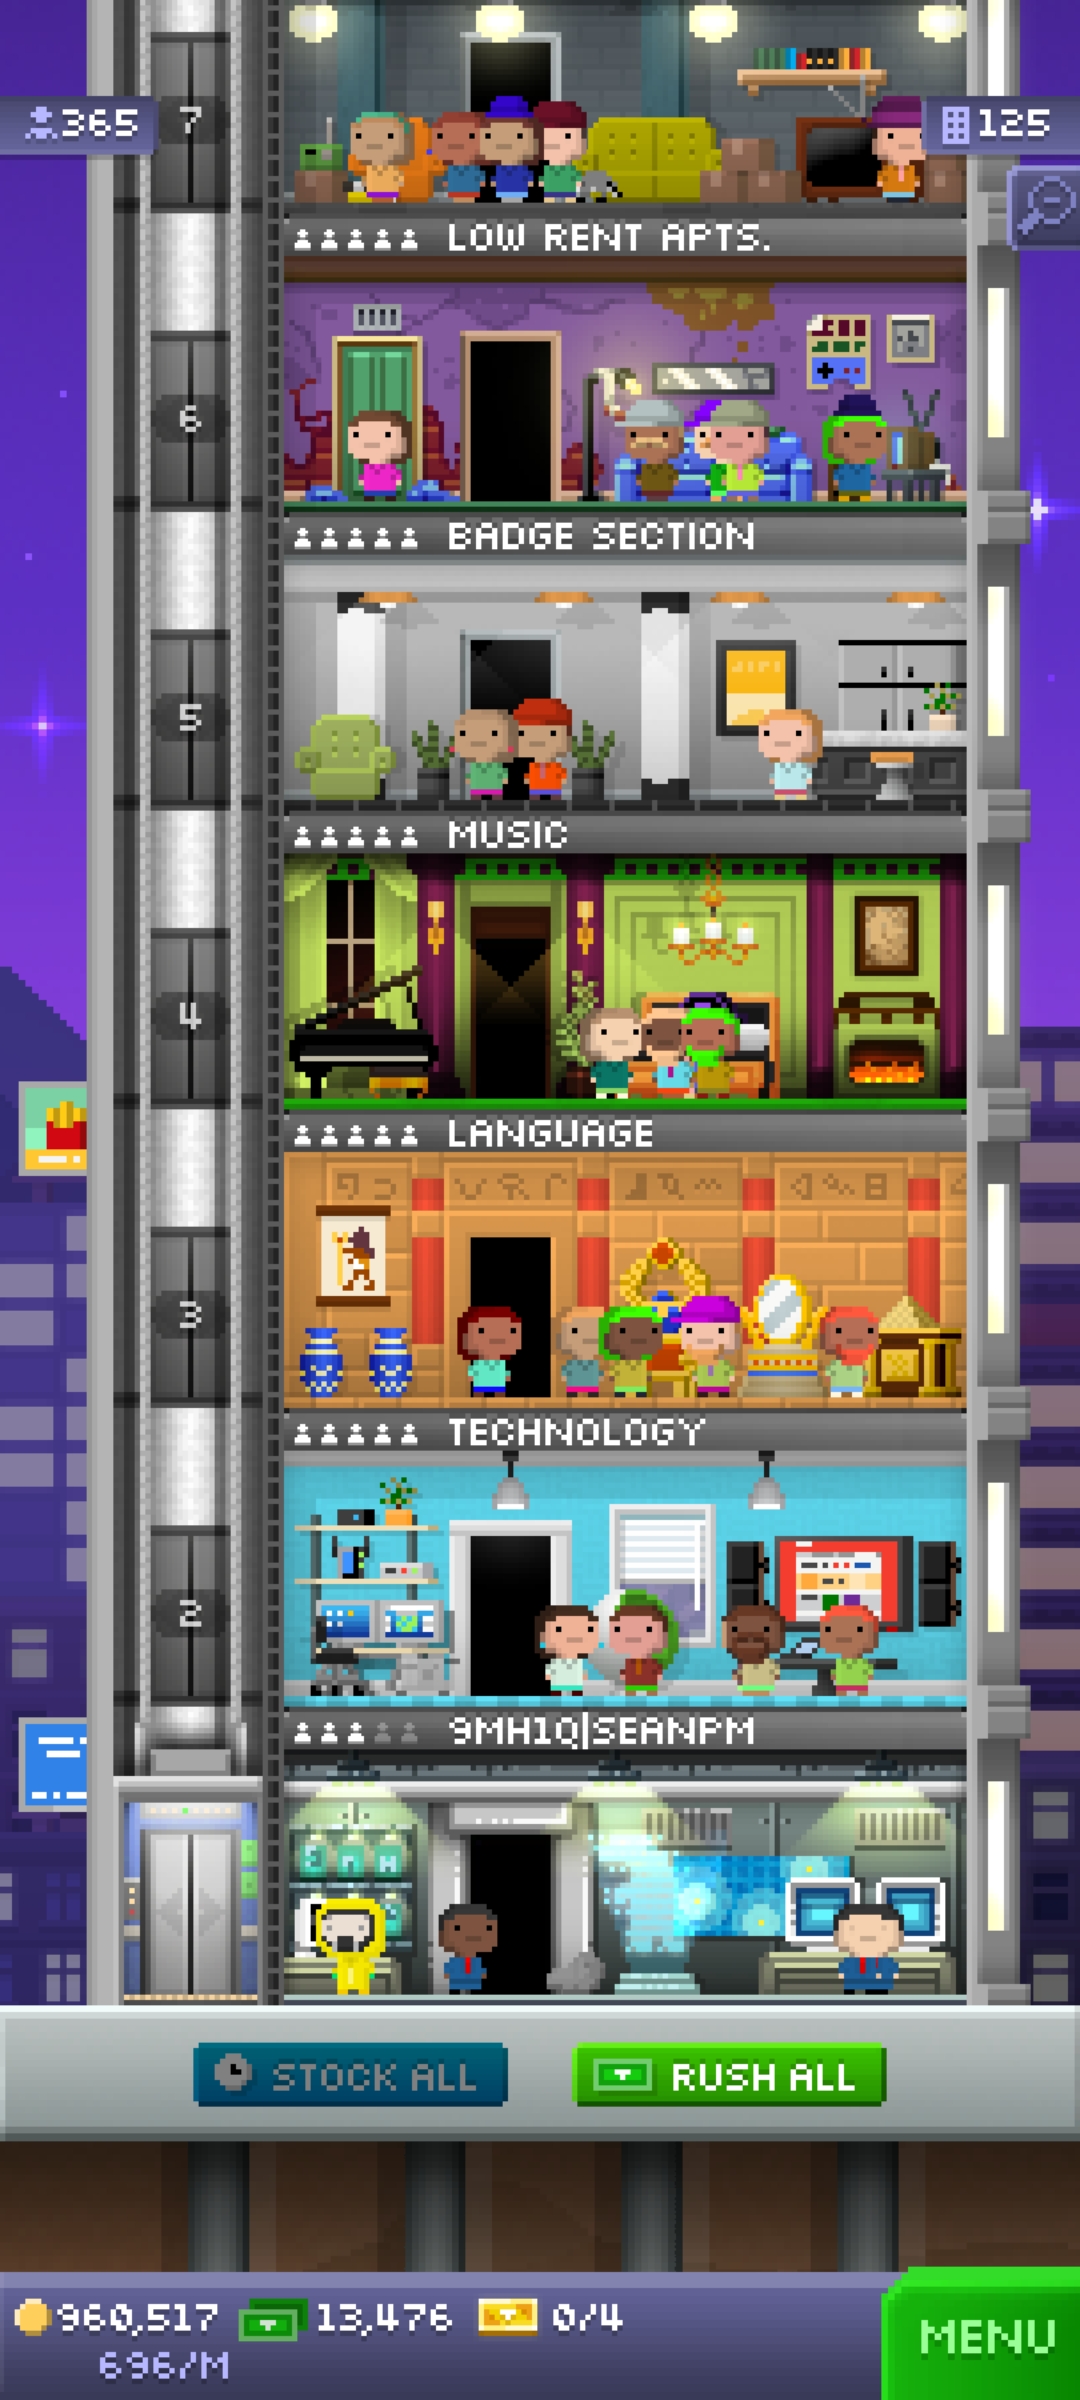 7
365
125
LOW RENT APTS.
6
BADGE SECTION
5
MUSIC
4
LANGUAGE
3
TECHNOLOGY
2
9MH1Q|SEANPM
STOCK ALL
RUSH ALL
960,517
13,476
0/4
696/M
MENU